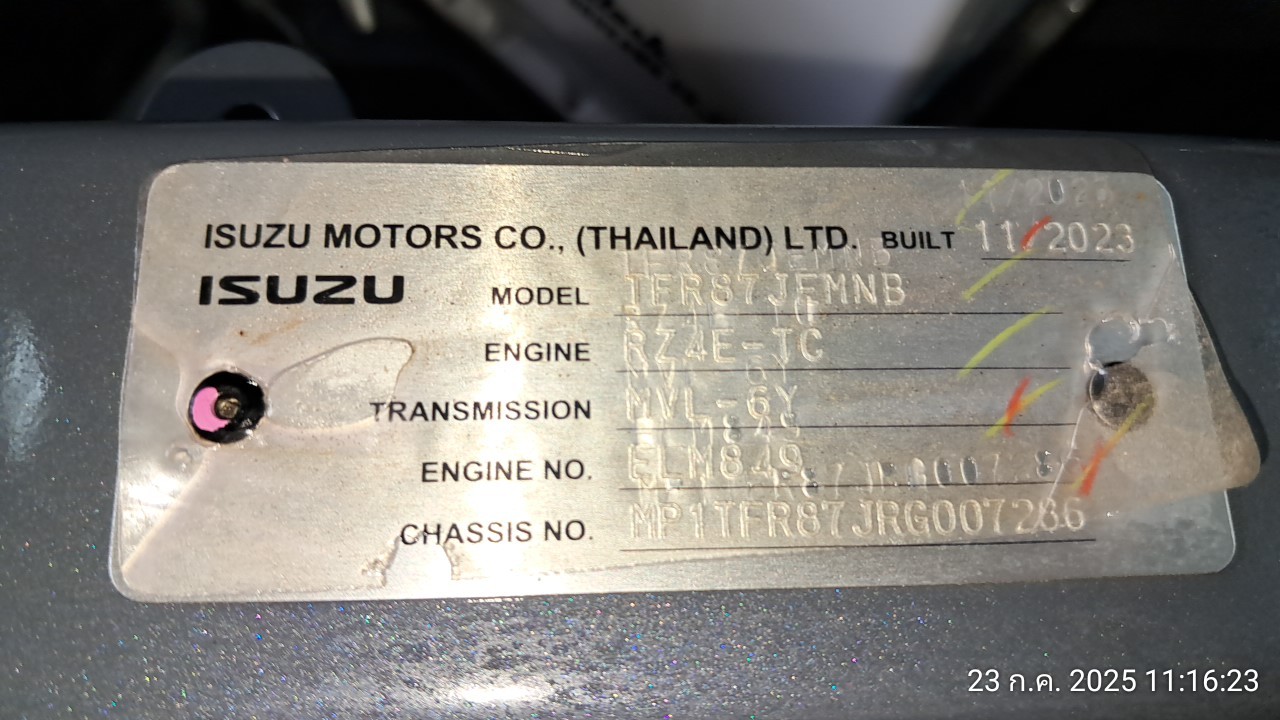 ISUZU MOTORS CO., (THAILAND) LTD. BUILT 11/2023
ISUZU MODEL TFR87JEMNB
ENGINE RZ4E-TC
TRANSMISSION MVL-6Y
ENGINE NO. ELM849
CHASSIS NO. MP1TFR87JRG007286
23 ก.ค. 2025 11:16:23